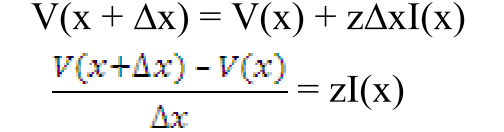 V(x + Δx) = V(x) + zΔxI(x)
V(x+Δx) - V(x)
Δx
= zI(x)